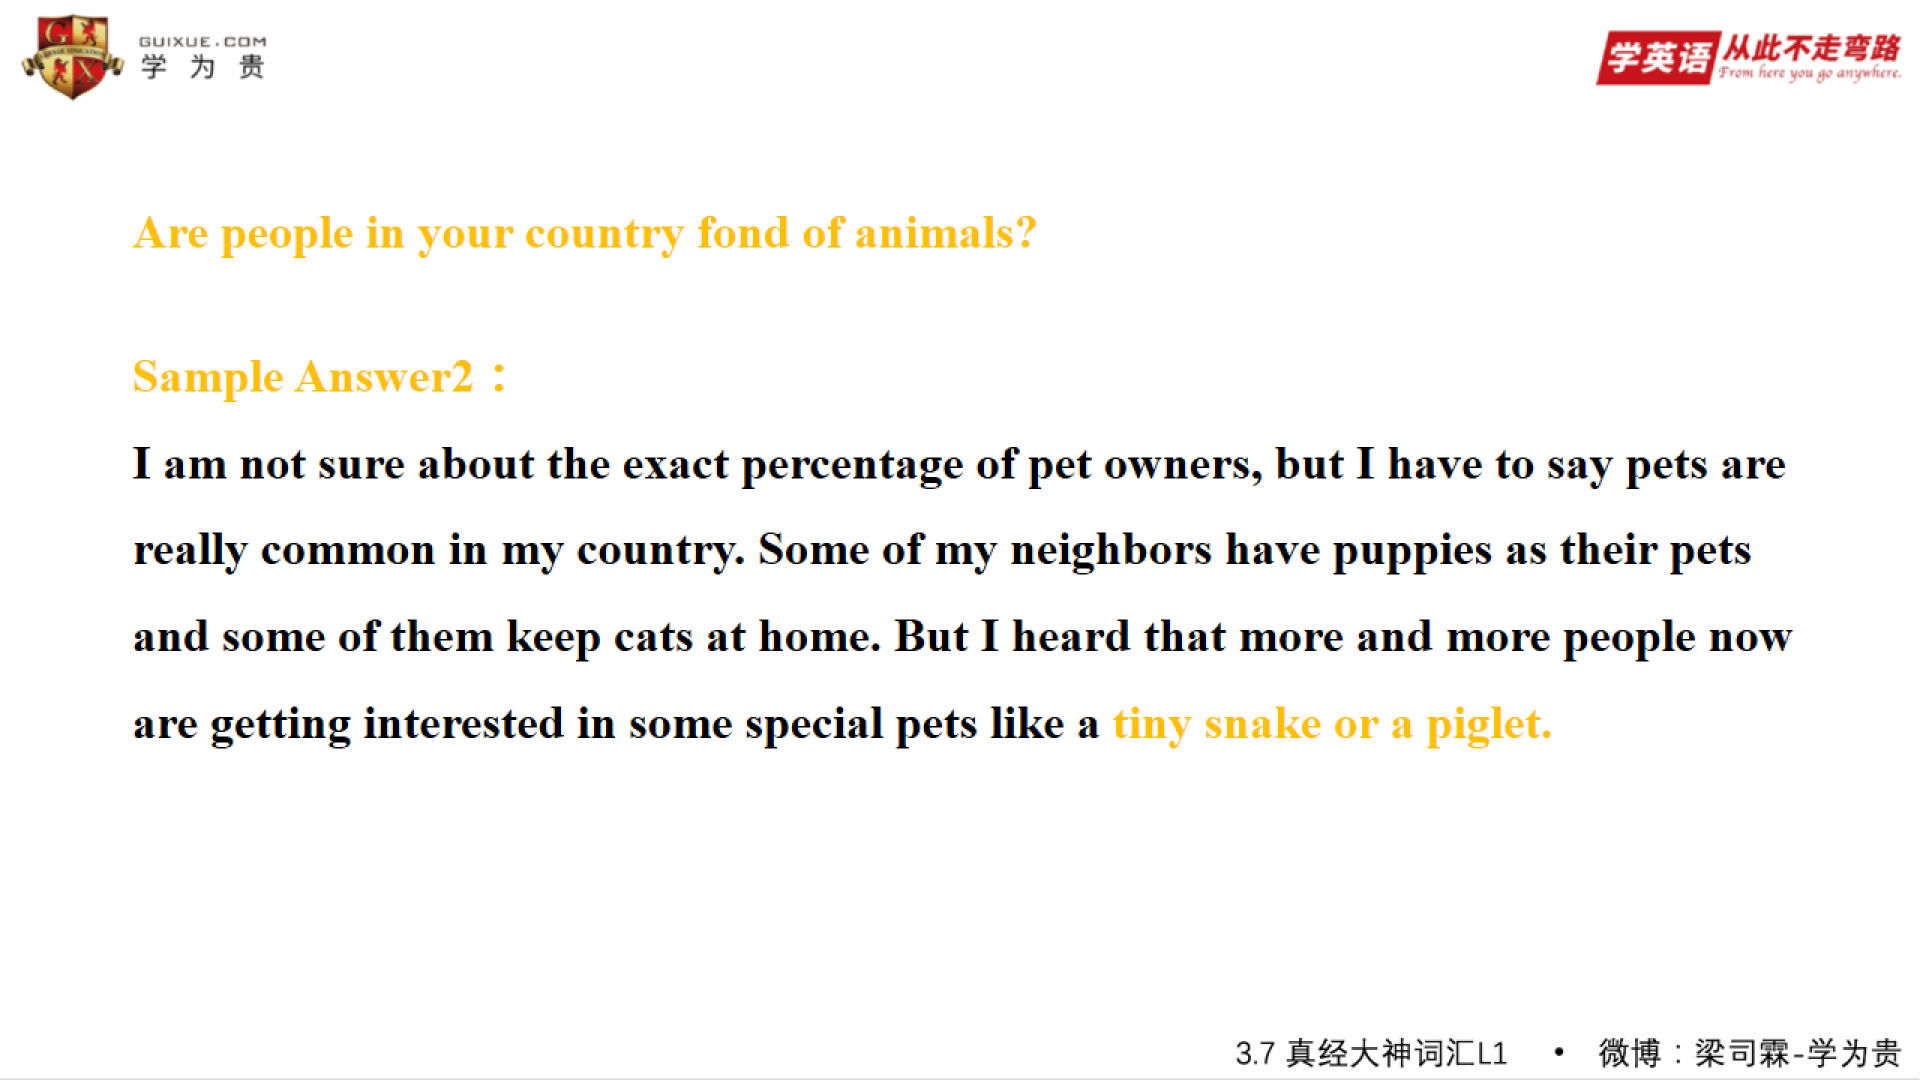 GUIXUE.COM
学为贵
学英语 从此不走弯路
From here you go anywhere.
Are people in your country fond of animals?
Sample Answer2：
I am not sure about the exact percentage of pet owners, but I have to say pets are
really common in my country. Some of my neighbors have puppies as their pets
and some of them keep cats at home. But I heard that more and more people now
are getting interested in some special pets like a tiny snake or a piglet.
3.7 真经大神词汇L1 • 微博：梁司霖-学为贵